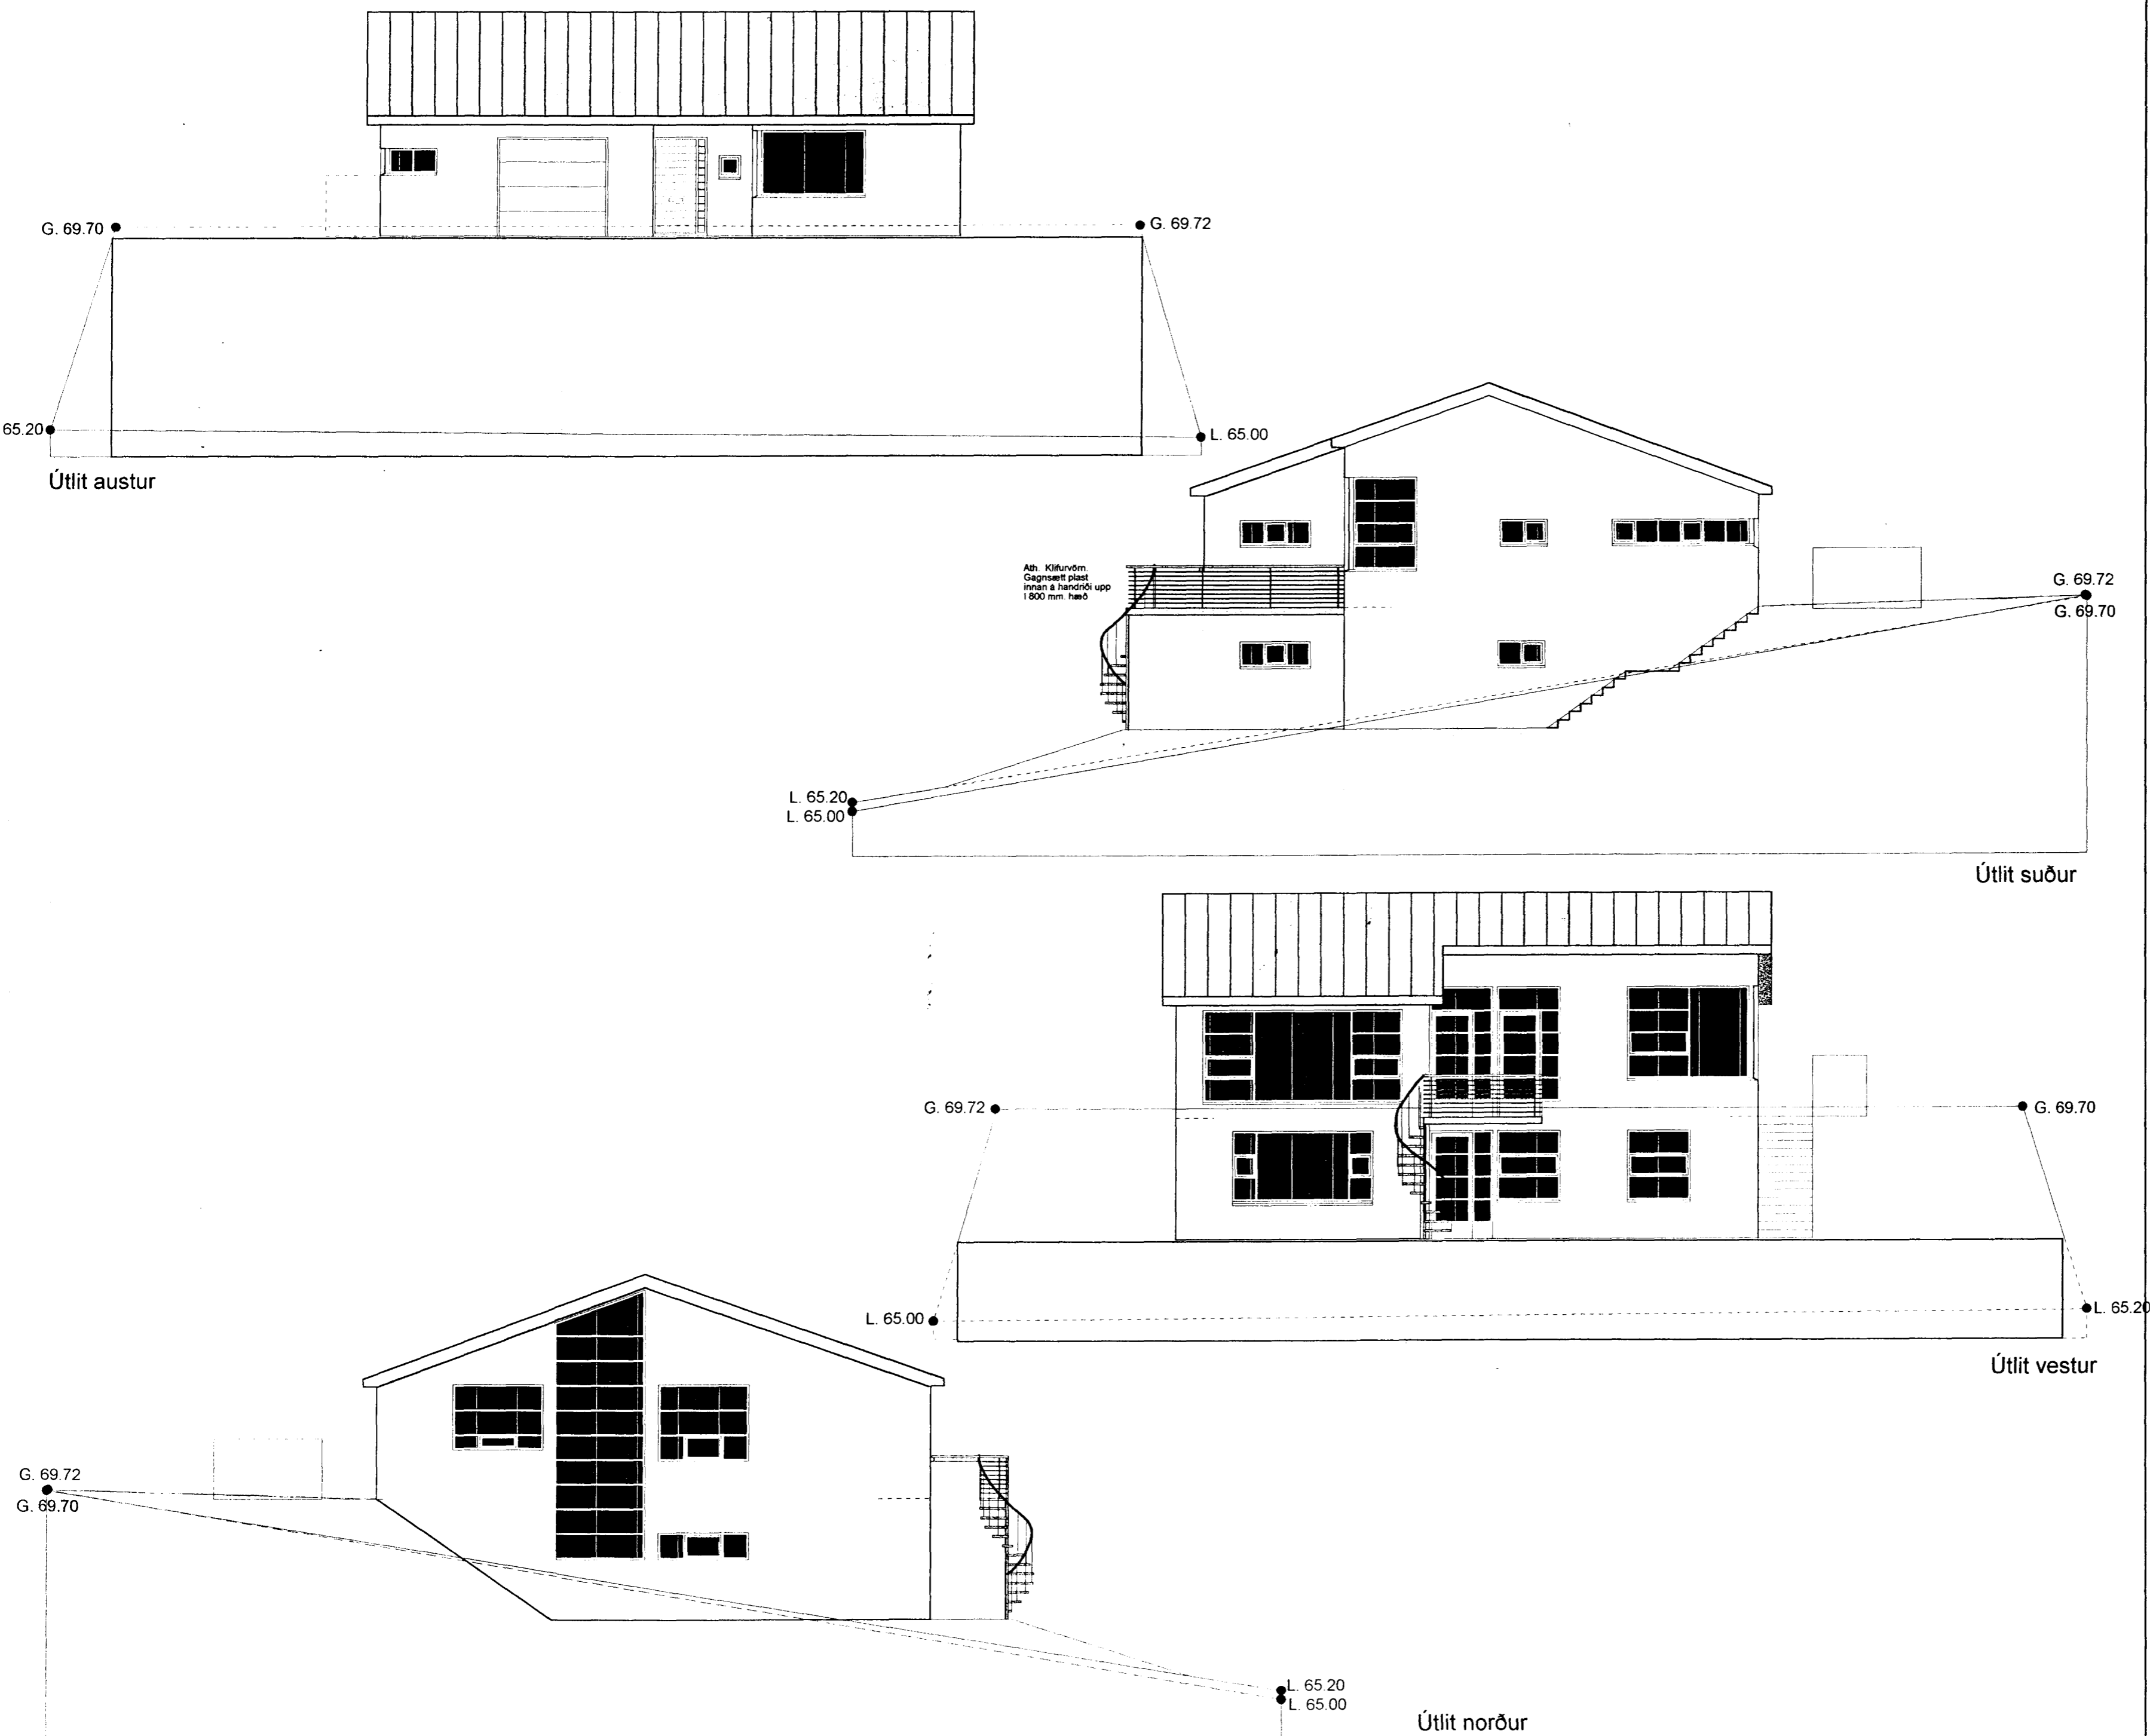 G. 69.70
G. 69.72
65.20
L. 65.00
Útlit austur
Ath. Klifurvörn.
Gagnsætt plast
innan á handriði upp
í 800 mm. hæð
G. 69.72
G. 69.70
L. 65.20
L. 65.00
Útlit suður
G. 69.72
G. 69.70
L. 65.00
L. 65.20
Útlit vestur
G. 69.72
G. 69.70
L. 65.20
L. 65.00
Útlit norður